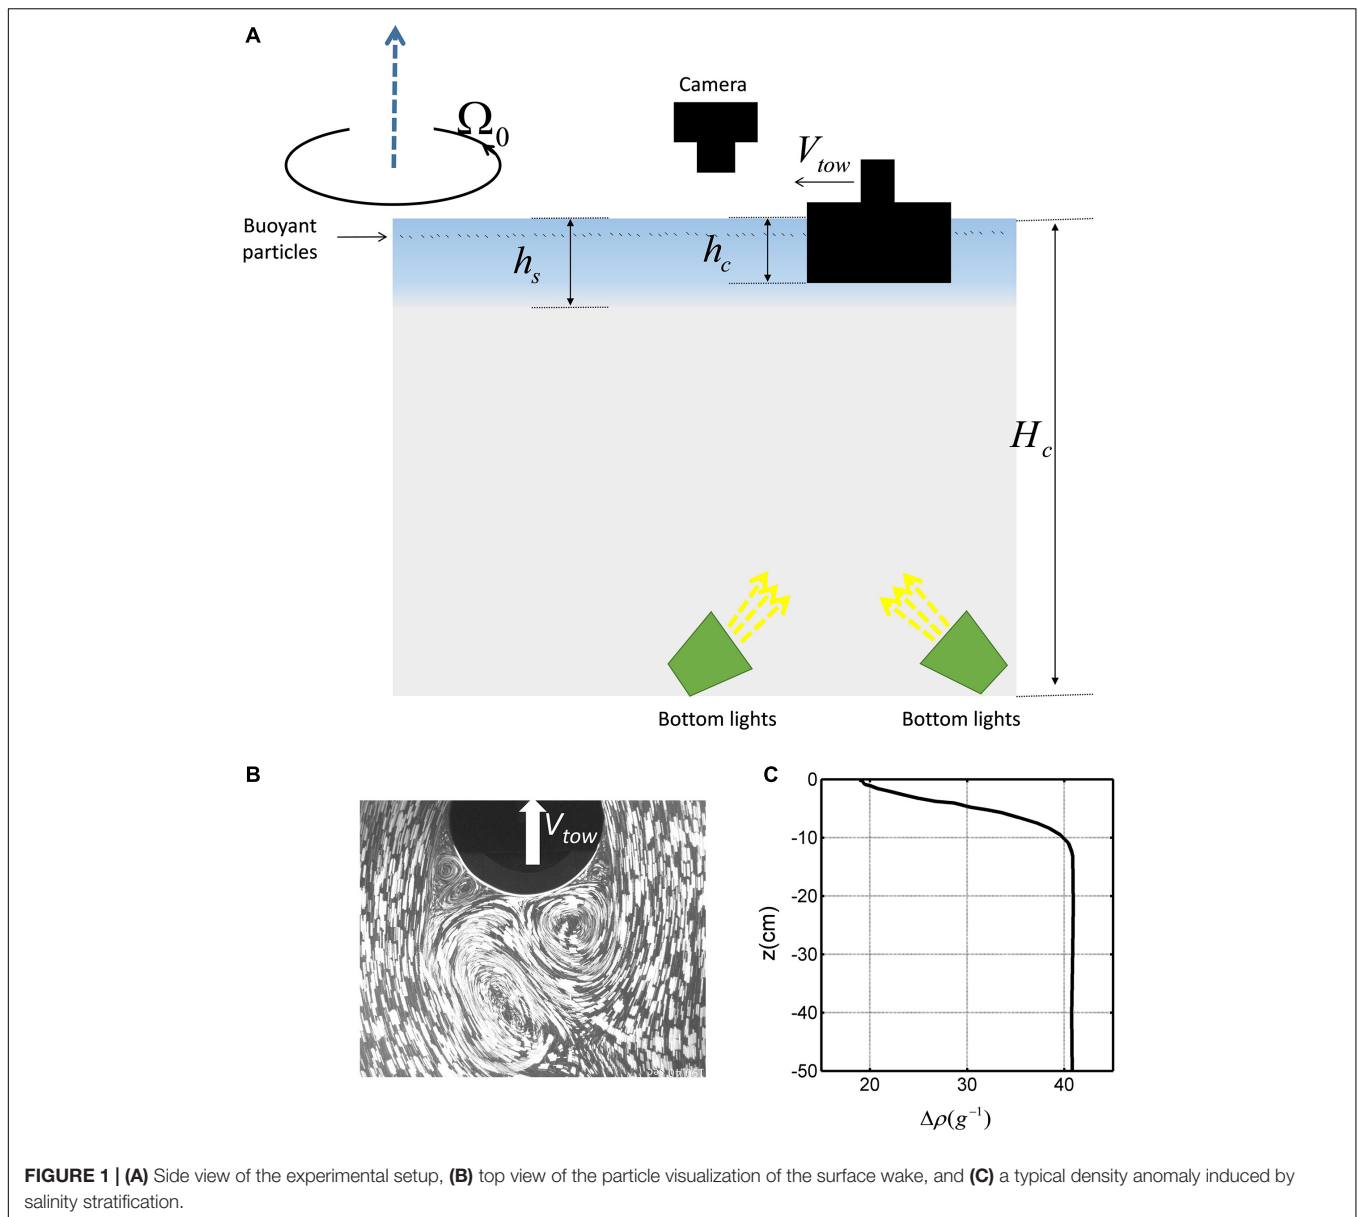 A
Ω0
Camera
Vtow
Buoyant
particles
hs
hc
Hc
Bottom lights
Bottom lights
B
Vtow
C
0
-10
-20
-30
-40
-50
z(cm)
20 30 40
Δρ(g⁻¹)
FIGURE 1 | (A) Side view of the experimental setup, (B) top view of the particle visualization of the surface wake, and (C) a typical density anomaly induced by
salinity stratification.